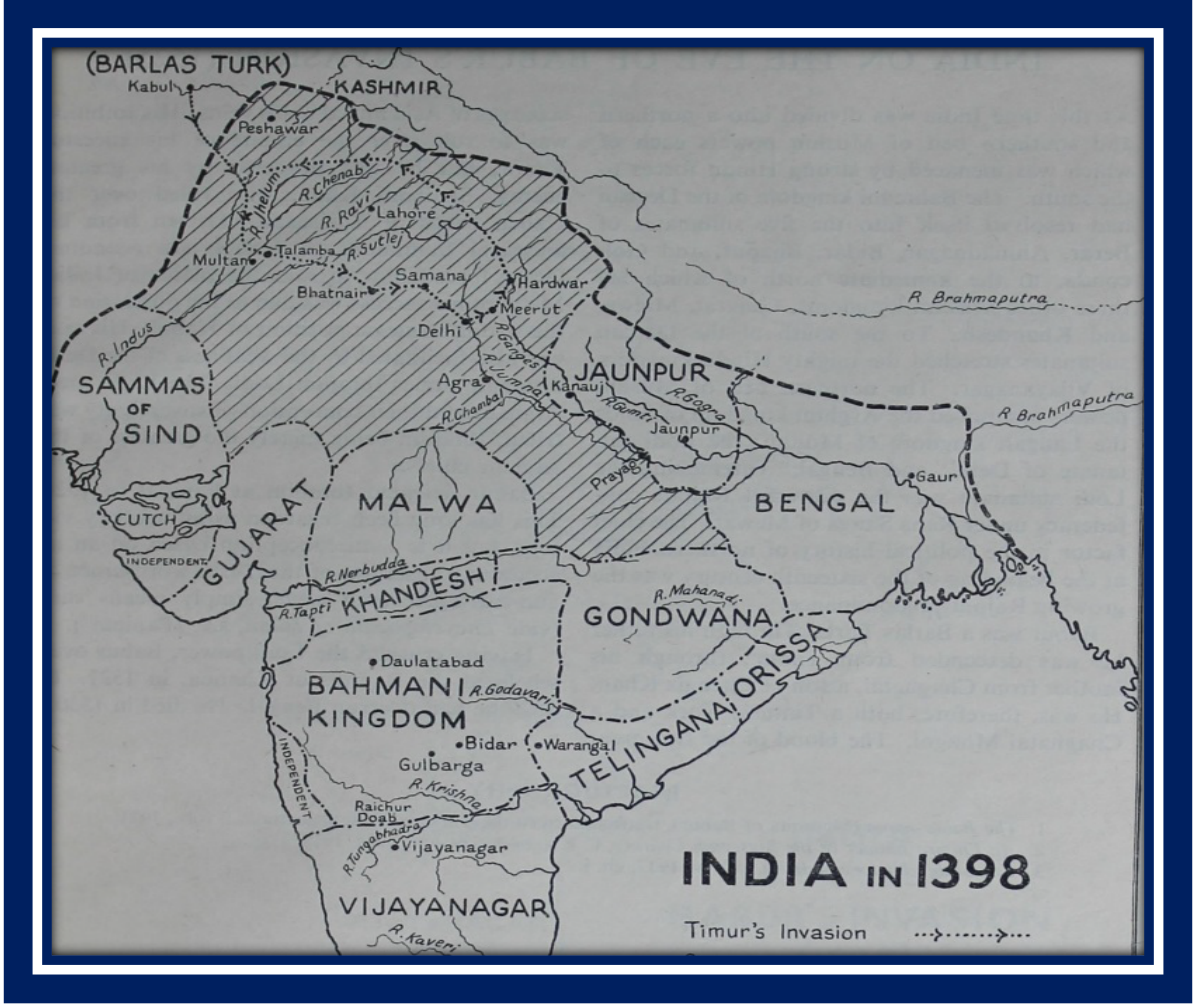 (BARLAS TURK)
Kabul
KASHMIR
Peshawar
R. Jhelum
R. Chenab
R. Ravi
Lahore
Multan
Talamba
R. Sutlej
Bhatnair
Samana
Hardwar
Delhi
Meerut
R. Brahmaputra
R. Indus
R. Ganges
R. Jumna
SAMMAS
OF
SIND
Agra
Kanauj
JAUNPUR
R. Gogra
R. Gumti
R. Chambal
Jaunpur
R Brahmaputra
Prayag
Gaur
CUTCH
INDEPENDENT
GUJARAT
MALWA
BENGAL
R. Nerbudda
R. Tapti
KHANDESH
R. Mahanadi
GONDWANA
Daulatabad
BAHMANI
KINGDOM
R. Godavari
ORISSA
TELINGANA
INDEPENDENT
Bidar
Warangal
Gulbarga
R. Krishna
Raichur
Doab
R. Tungabhadra
Vijayanagar
VIJAYANAGAR
R. Kaveri
INDIA IN 1398
Timur's Invasion